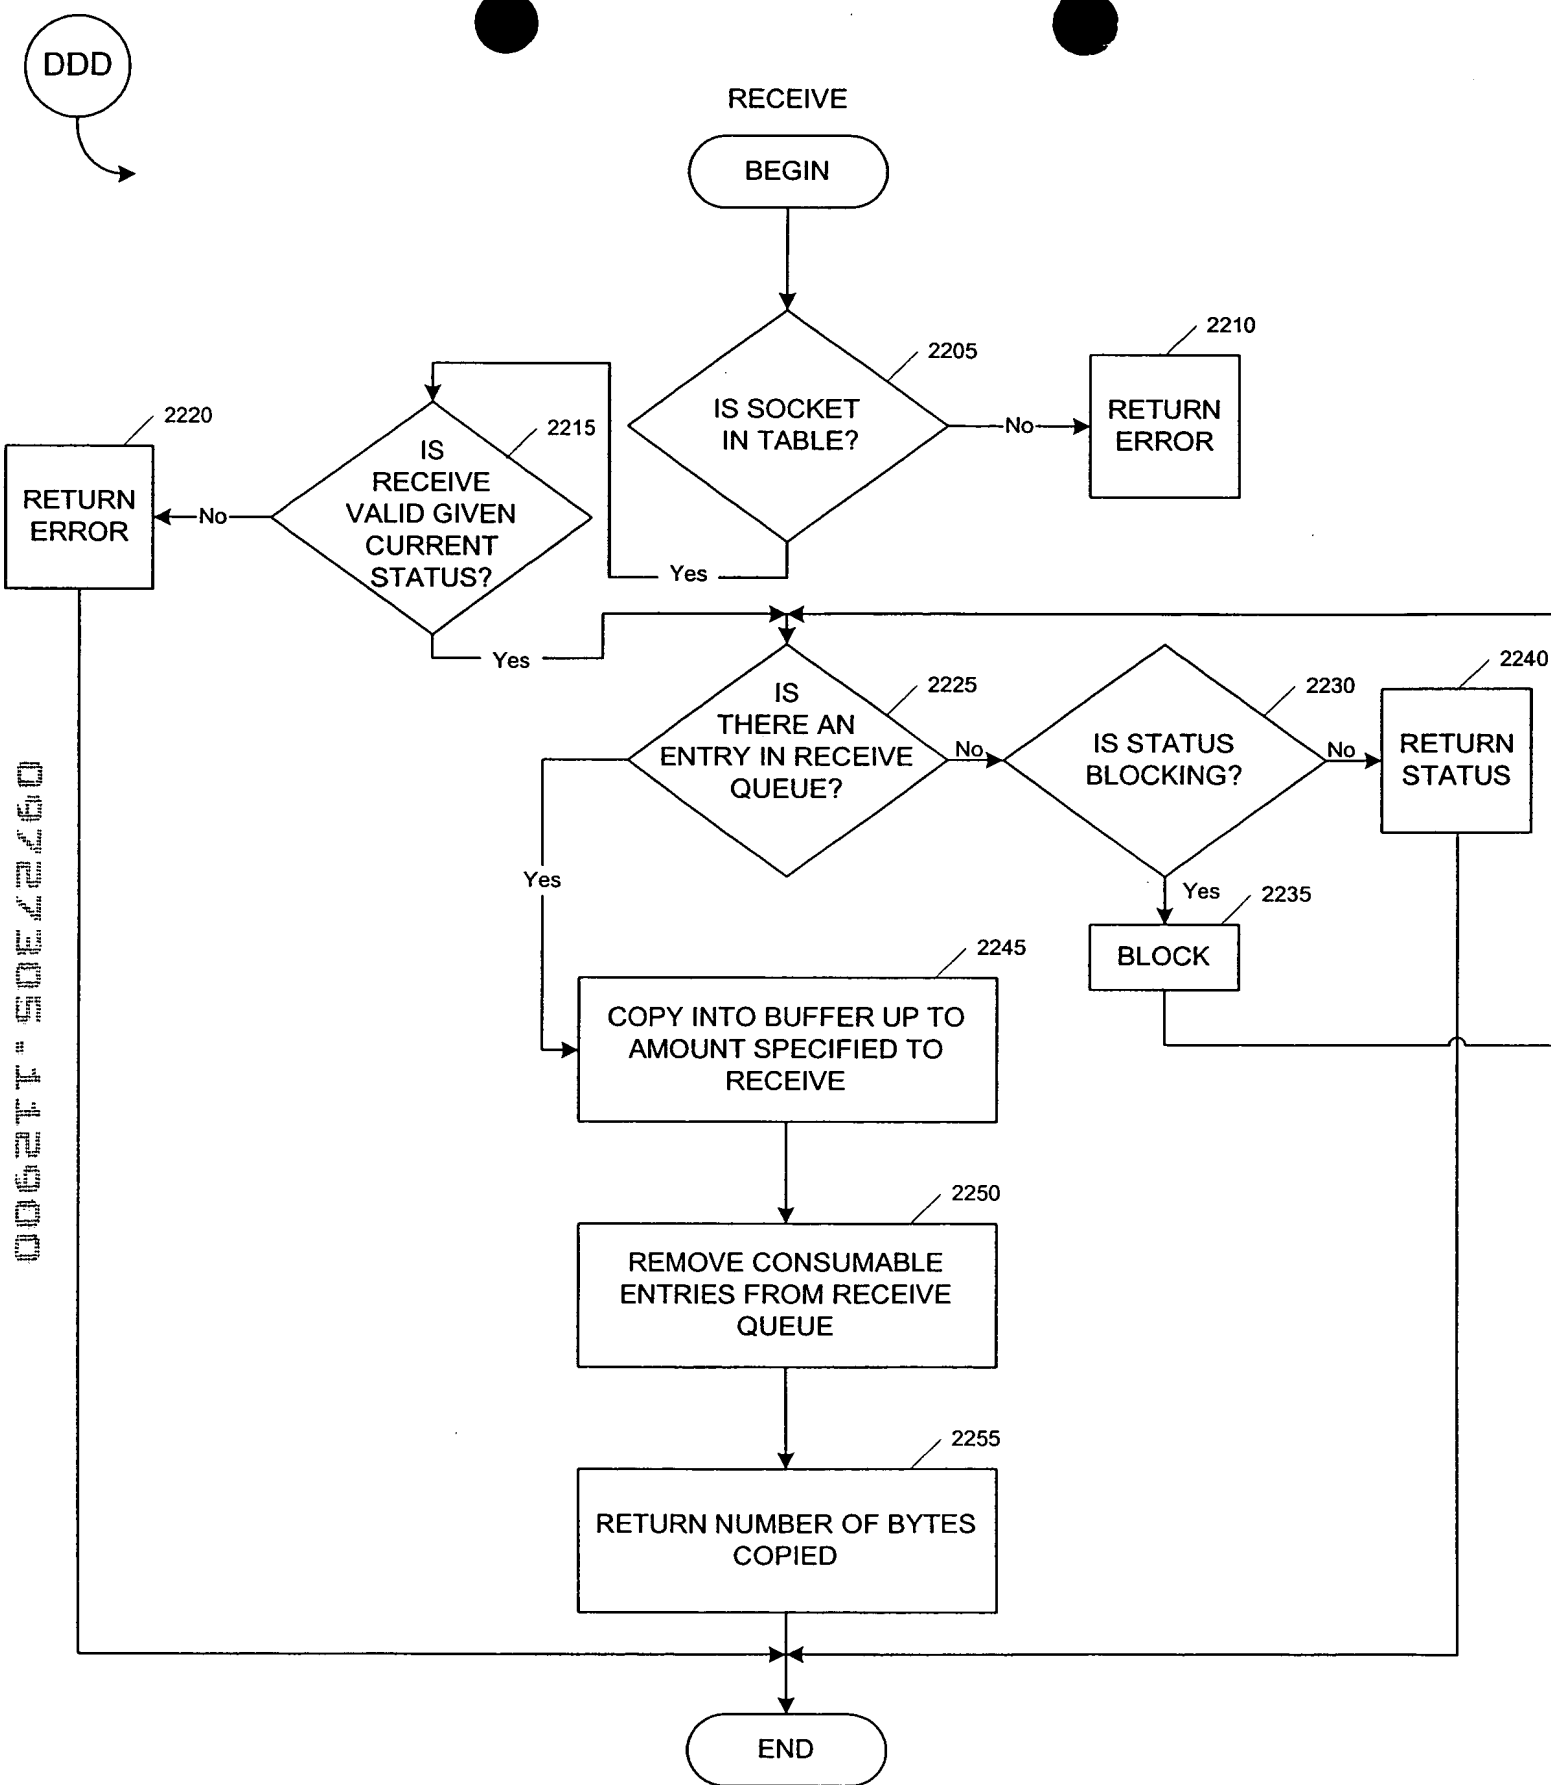 DDD
RECEIVE
BEGIN
2205
IS SOCKET
IN TABLE?
No
2210
RETURN
ERROR
Yes
2215
IS
RECEIVE
VALID GIVEN
CURRENT
STATUS?
No
2220
RETURN
ERROR
Yes
2225
IS
THERE AN
ENTRY IN RECEIVE
QUEUE?
No
2230
IS STATUS
BLOCKING?
No
2240
RETURN
STATUS
Yes
2235
BLOCK
Yes
2245
COPY INTO BUFFER UP TO
AMOUNT SPECIFIED TO
RECEIVE
2250
REMOVE CONSUMABLE
ENTRIES FROM RECEIVE
QUEUE
2255
RETURN NUMBER OF BYTES
COPIED
END
09727305.112900